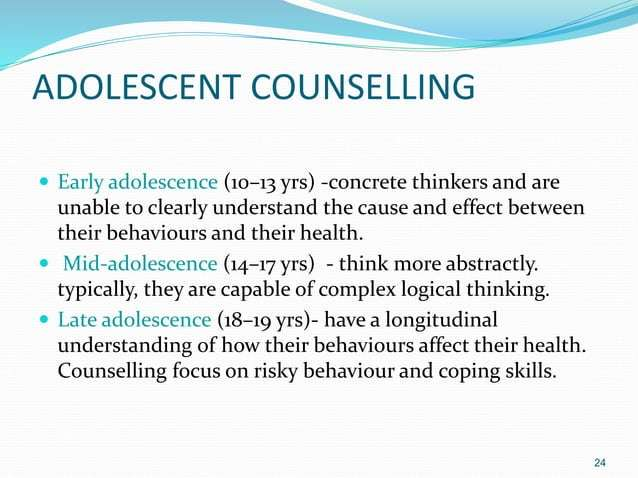 ADOLESCENT COUNSELLING
• Early adolescence (10–13 yrs) -concrete thinkers and are
unable to clearly understand the cause and effect between
their behaviours and their health.
• Mid-adolescence (14–17 yrs) - think more abstractly.
typically, they are capable of complex logical thinking.
• Late adolescence (18–19 yrs)- have a longitudinal
understanding of how their behaviours affect their health.
Counselling focus on risky behaviour and coping skills.
24